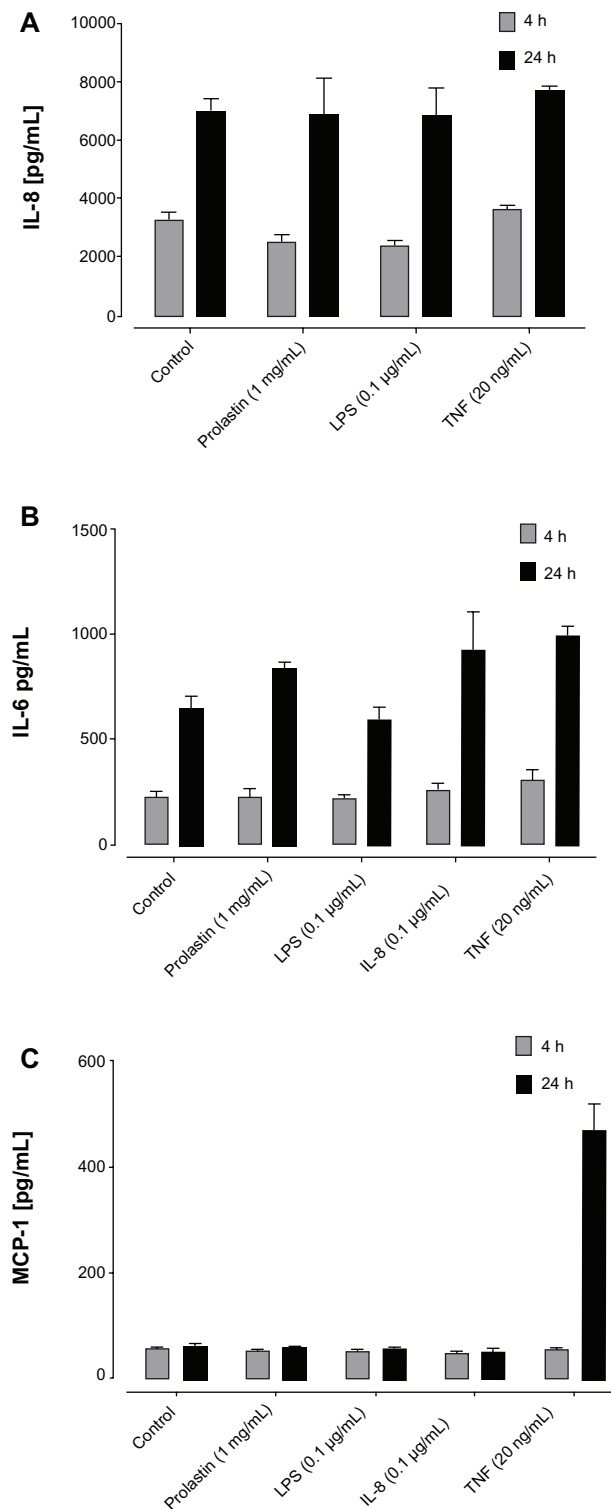 A
4 h
24 h
IL-8 [pg/mL]
10000
8000
6000
4000
2000
0
Control
Prolastin (1 mg/mL)
LPS (0.1 µg/mL)
TNF (20 ng/mL)
B
4 h
24 h
IL-6 pg/mL
1500
1000
500
0
Control
Prolastin (1 mg/mL)
LPS (0.1 µg/mL)
IL-8 (0.1 µg/mL)
TNF (20 ng/mL)
C
4 h
24 h
MCP-1 [pg/mL]
600
400
200
0
Control
Prolastin (1 mg/mL)
LPS (0.1 µg/mL)
IL-8 (0.1 µg/mL)
TNF (20 ng/mL)